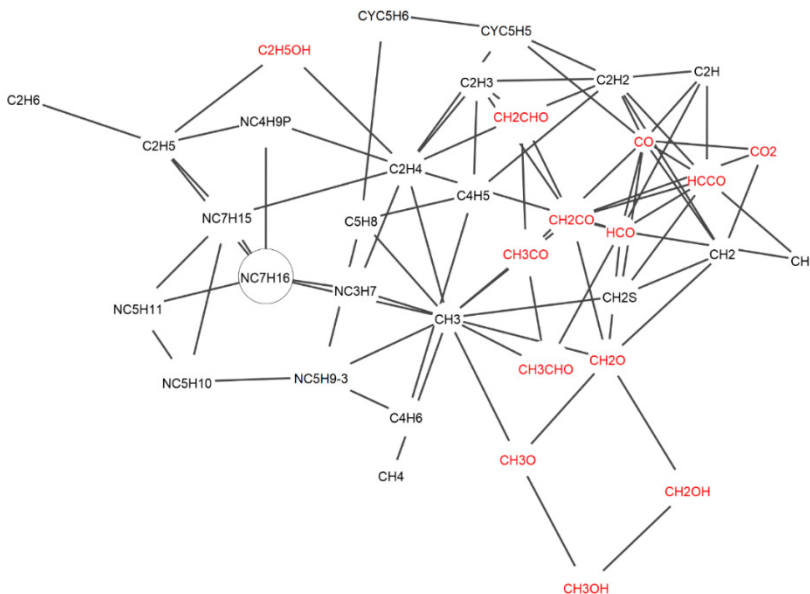 CYC5H6
CYC5H5
C2H5OH
C2H6
C2H3
C2H2
C2H
CH2CHO
NC4H9P
C2H5
CO
CO2
C2H4
HCCO
C4H5
NC7H15
C5H8
CH2CO
HCO
CH3CO
CH2
CH
NC7H16
NC3H7
CH2S
NC5H11
CH3
CH3CHO
CH2O
NC5H10
NC5H9-3
C4H6
CH3O
CH4
CH2OH
CH3OH